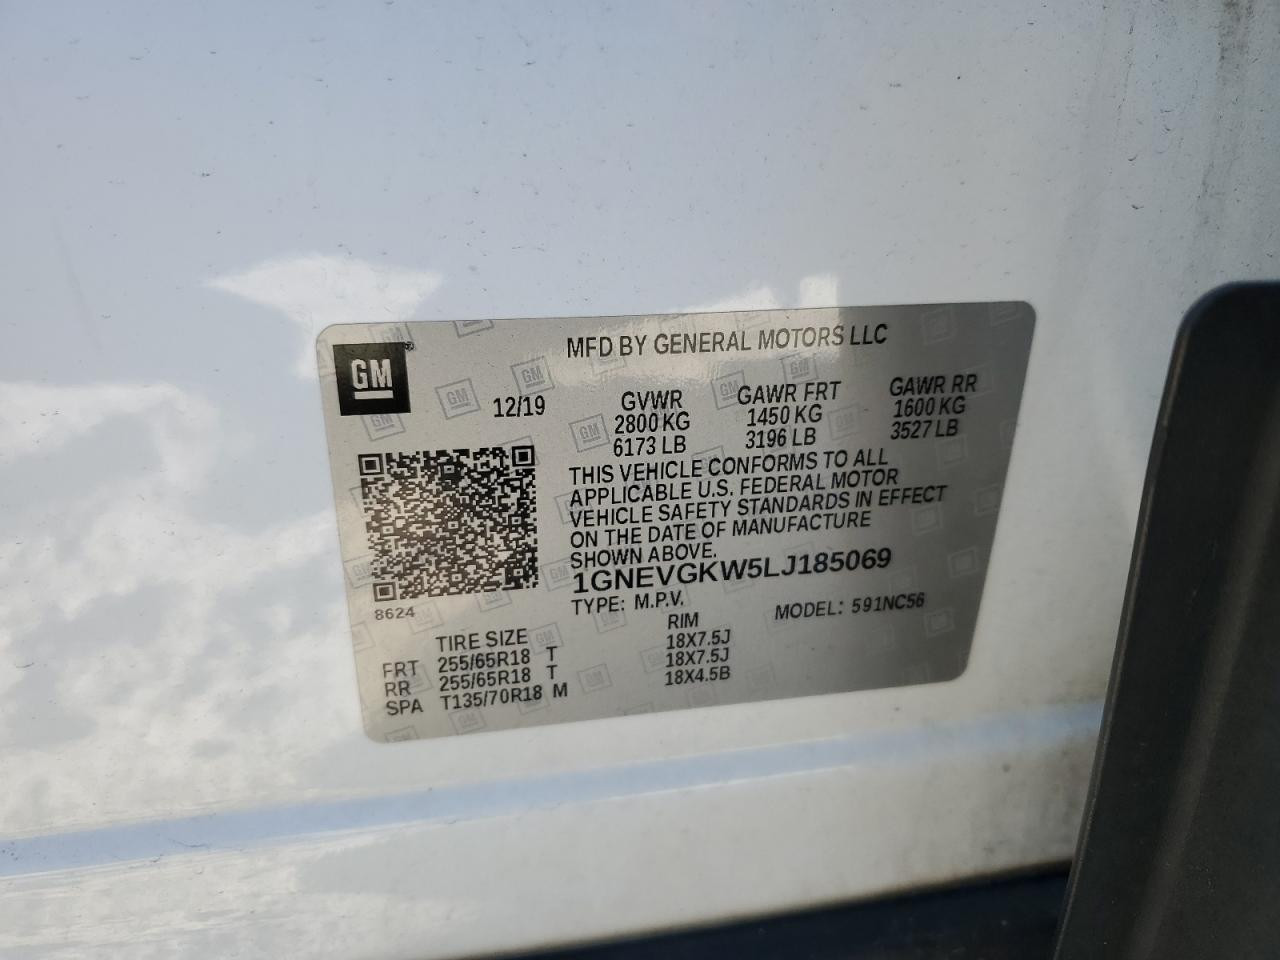 GM
MFD BY GENERAL MOTORS LLC
12/19
GVWR
2800 KG
6173 LB
GAWR FRT
1450 KG
3196 LB
GAWR RR
1600 KG
3527 LB
THIS VEHICLE CONFORMS TO ALL
APPLICABLE U.S. FEDERAL MOTOR
VEHICLE SAFETY STANDARDS IN EFFECT
ON THE DATE OF MANUFACTURE
SHOWN ABOVE.
1GNEVGKW5LJ185069
TYPE: M.P.V. MODEL: 591NC56
8624
TIRE SIZE RIM
FRT 255/65R18 T 18X7.5J
RR 255/65R18 T 18X7.5J
SPA T135/70R18 M 18X4.5B